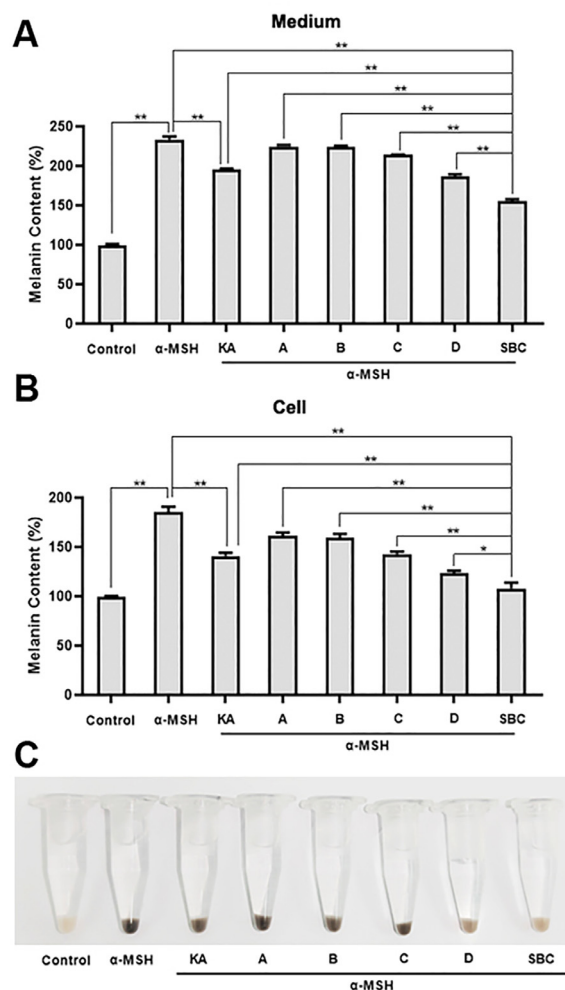 A
Medium
**
**
**
**
**
**
**
**
Melanin Content (%)
250
200
150
100
50
0
Control α-MSH KA A B C D SBC
α-MSH
B
Cell
**
**
**
**
**
**
**
*
Melanin Content (%)
200
150
100
50
0
Control α-MSH KA A B C D SBC
α-MSH
C
Control α-MSH KA A B C D SBC
α-MSH